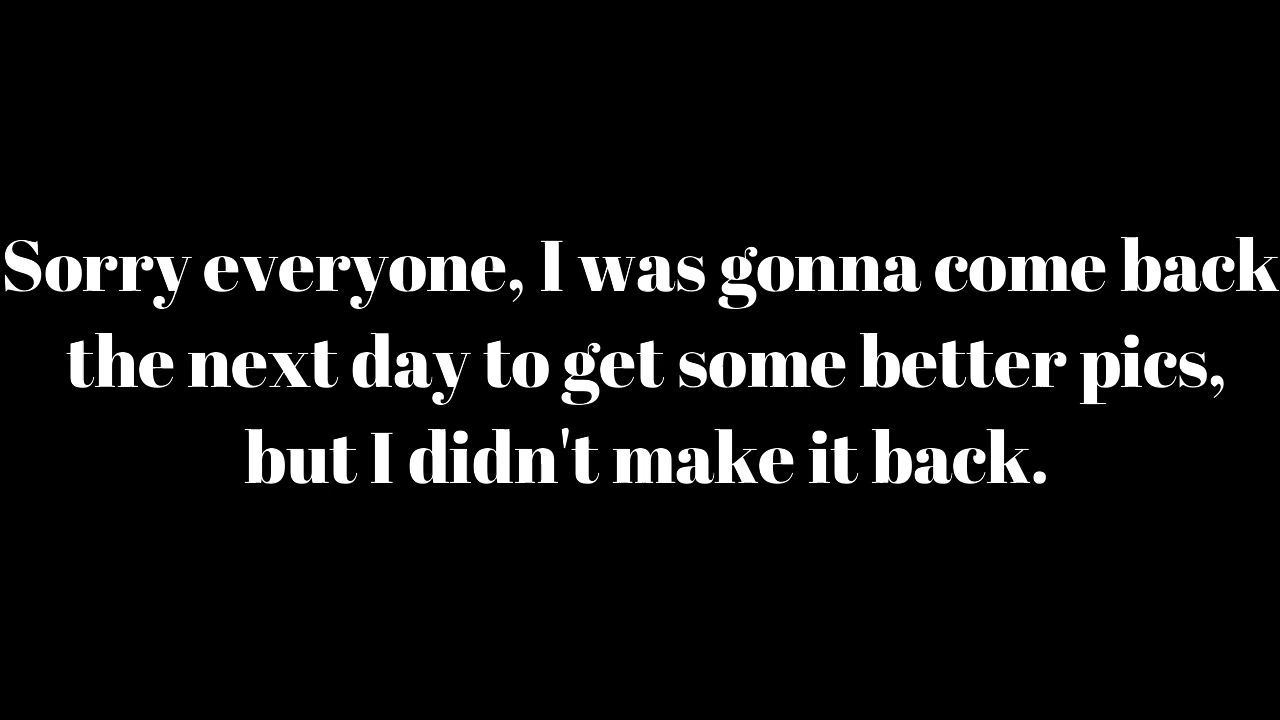 Sorry everyone, I was gonna come back
the next day to get some better pics,
but I didn't make it back.